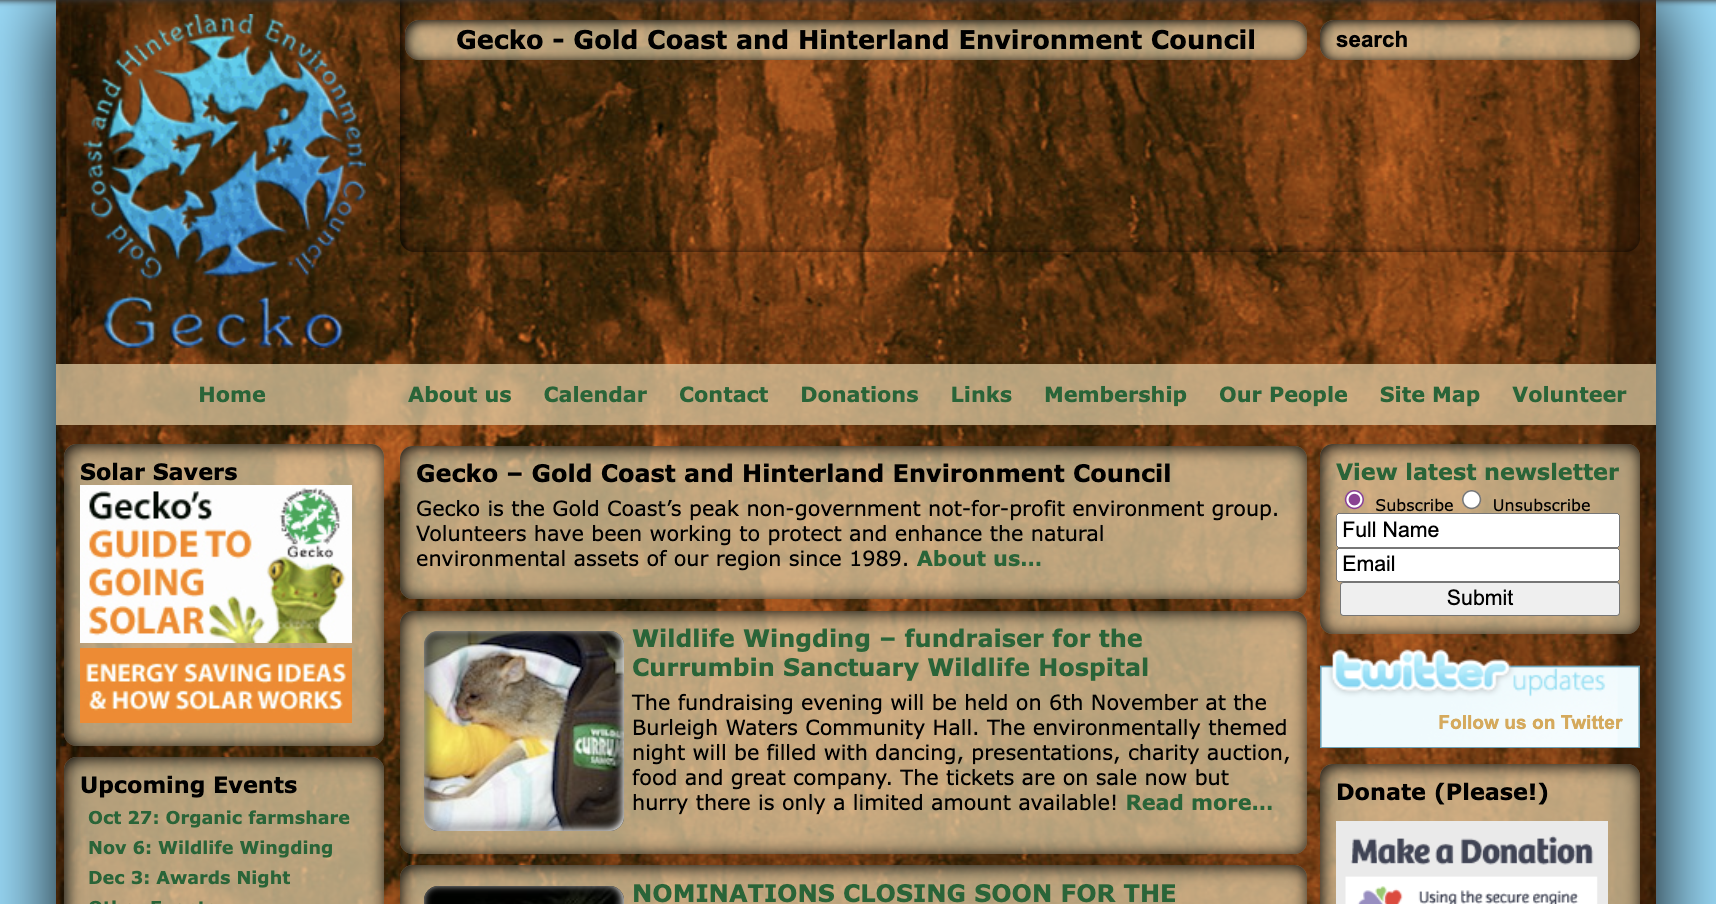 Gold Coast and Hinterland Environment Council.
Gecko
Gecko - Gold Coast and Hinterland Environment Council
search
Home
About us
Calendar
Contact
Donations
Links
Membership
Our People
Site Map
Volunteer
Solar Savers
Gecko's
GUIDE TO
GOING
SOLAR
Gecko
ENERGY SAVING IDEAS
& HOW SOLAR WORKS
Upcoming Events
Oct 27: Organic farmshare
Nov 6: Wildlife Wingding
Dec 3: Awards Night
Gecko – Gold Coast and Hinterland Environment Council
Gecko is the Gold Coast’s peak non-government not-for-profit environment group.
Volunteers have been working to protect and enhance the natural
environmental assets of our region since 1989. About us...
Wildlife Wingding – fundraiser for the
Currumbin Sanctuary Wildlife Hospital
The fundraising evening will be held on 6th November at the
Burleigh Waters Community Hall. The environmentally themed
night will be filled with dancing, presentations, charity auction,
food and great company. The tickets are on sale now but
hurry there is only a limited amount available! Read more...
NOMINATIONS CLOSING SOON FOR THE
View latest newsletter
Subscribe
Unsubscribe
Full Name
Email
Submit
twitter updates
Follow us on Twitter
Donate (Please!)
Make a Donation
Using the secure engine